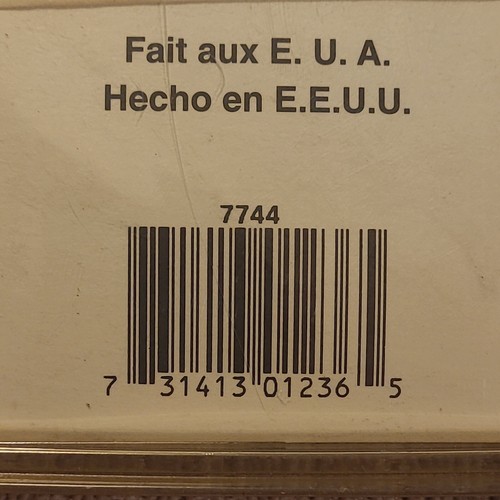 Fait aux E. U. A.
Hecho en E.E.U.U.
7744
7 31413 01236 5